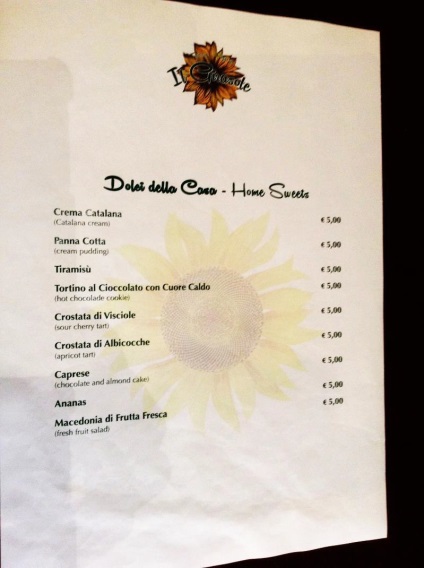 Il Girasole
Dolci della Casa - Home Sweets
Crema Catalana € 5,00
(Catalana cream)
Panna Cotta € 5,00
(cream pudding)
Tiramisù € 5,00
Tortino al Cioccolato con Cuore Caldo € 5,00
(hot chocolade cookie)
Crostata di Visciole € 5,00
(sour cherry tart)
Crostata di Albicocche € 5,00
(apricot tart)
Caprese € 5,00
(chocolate and almond cake)
Ananas € 5,00
Macedonia di Frutta Fresca € 5,00
(fresh fruit salad)